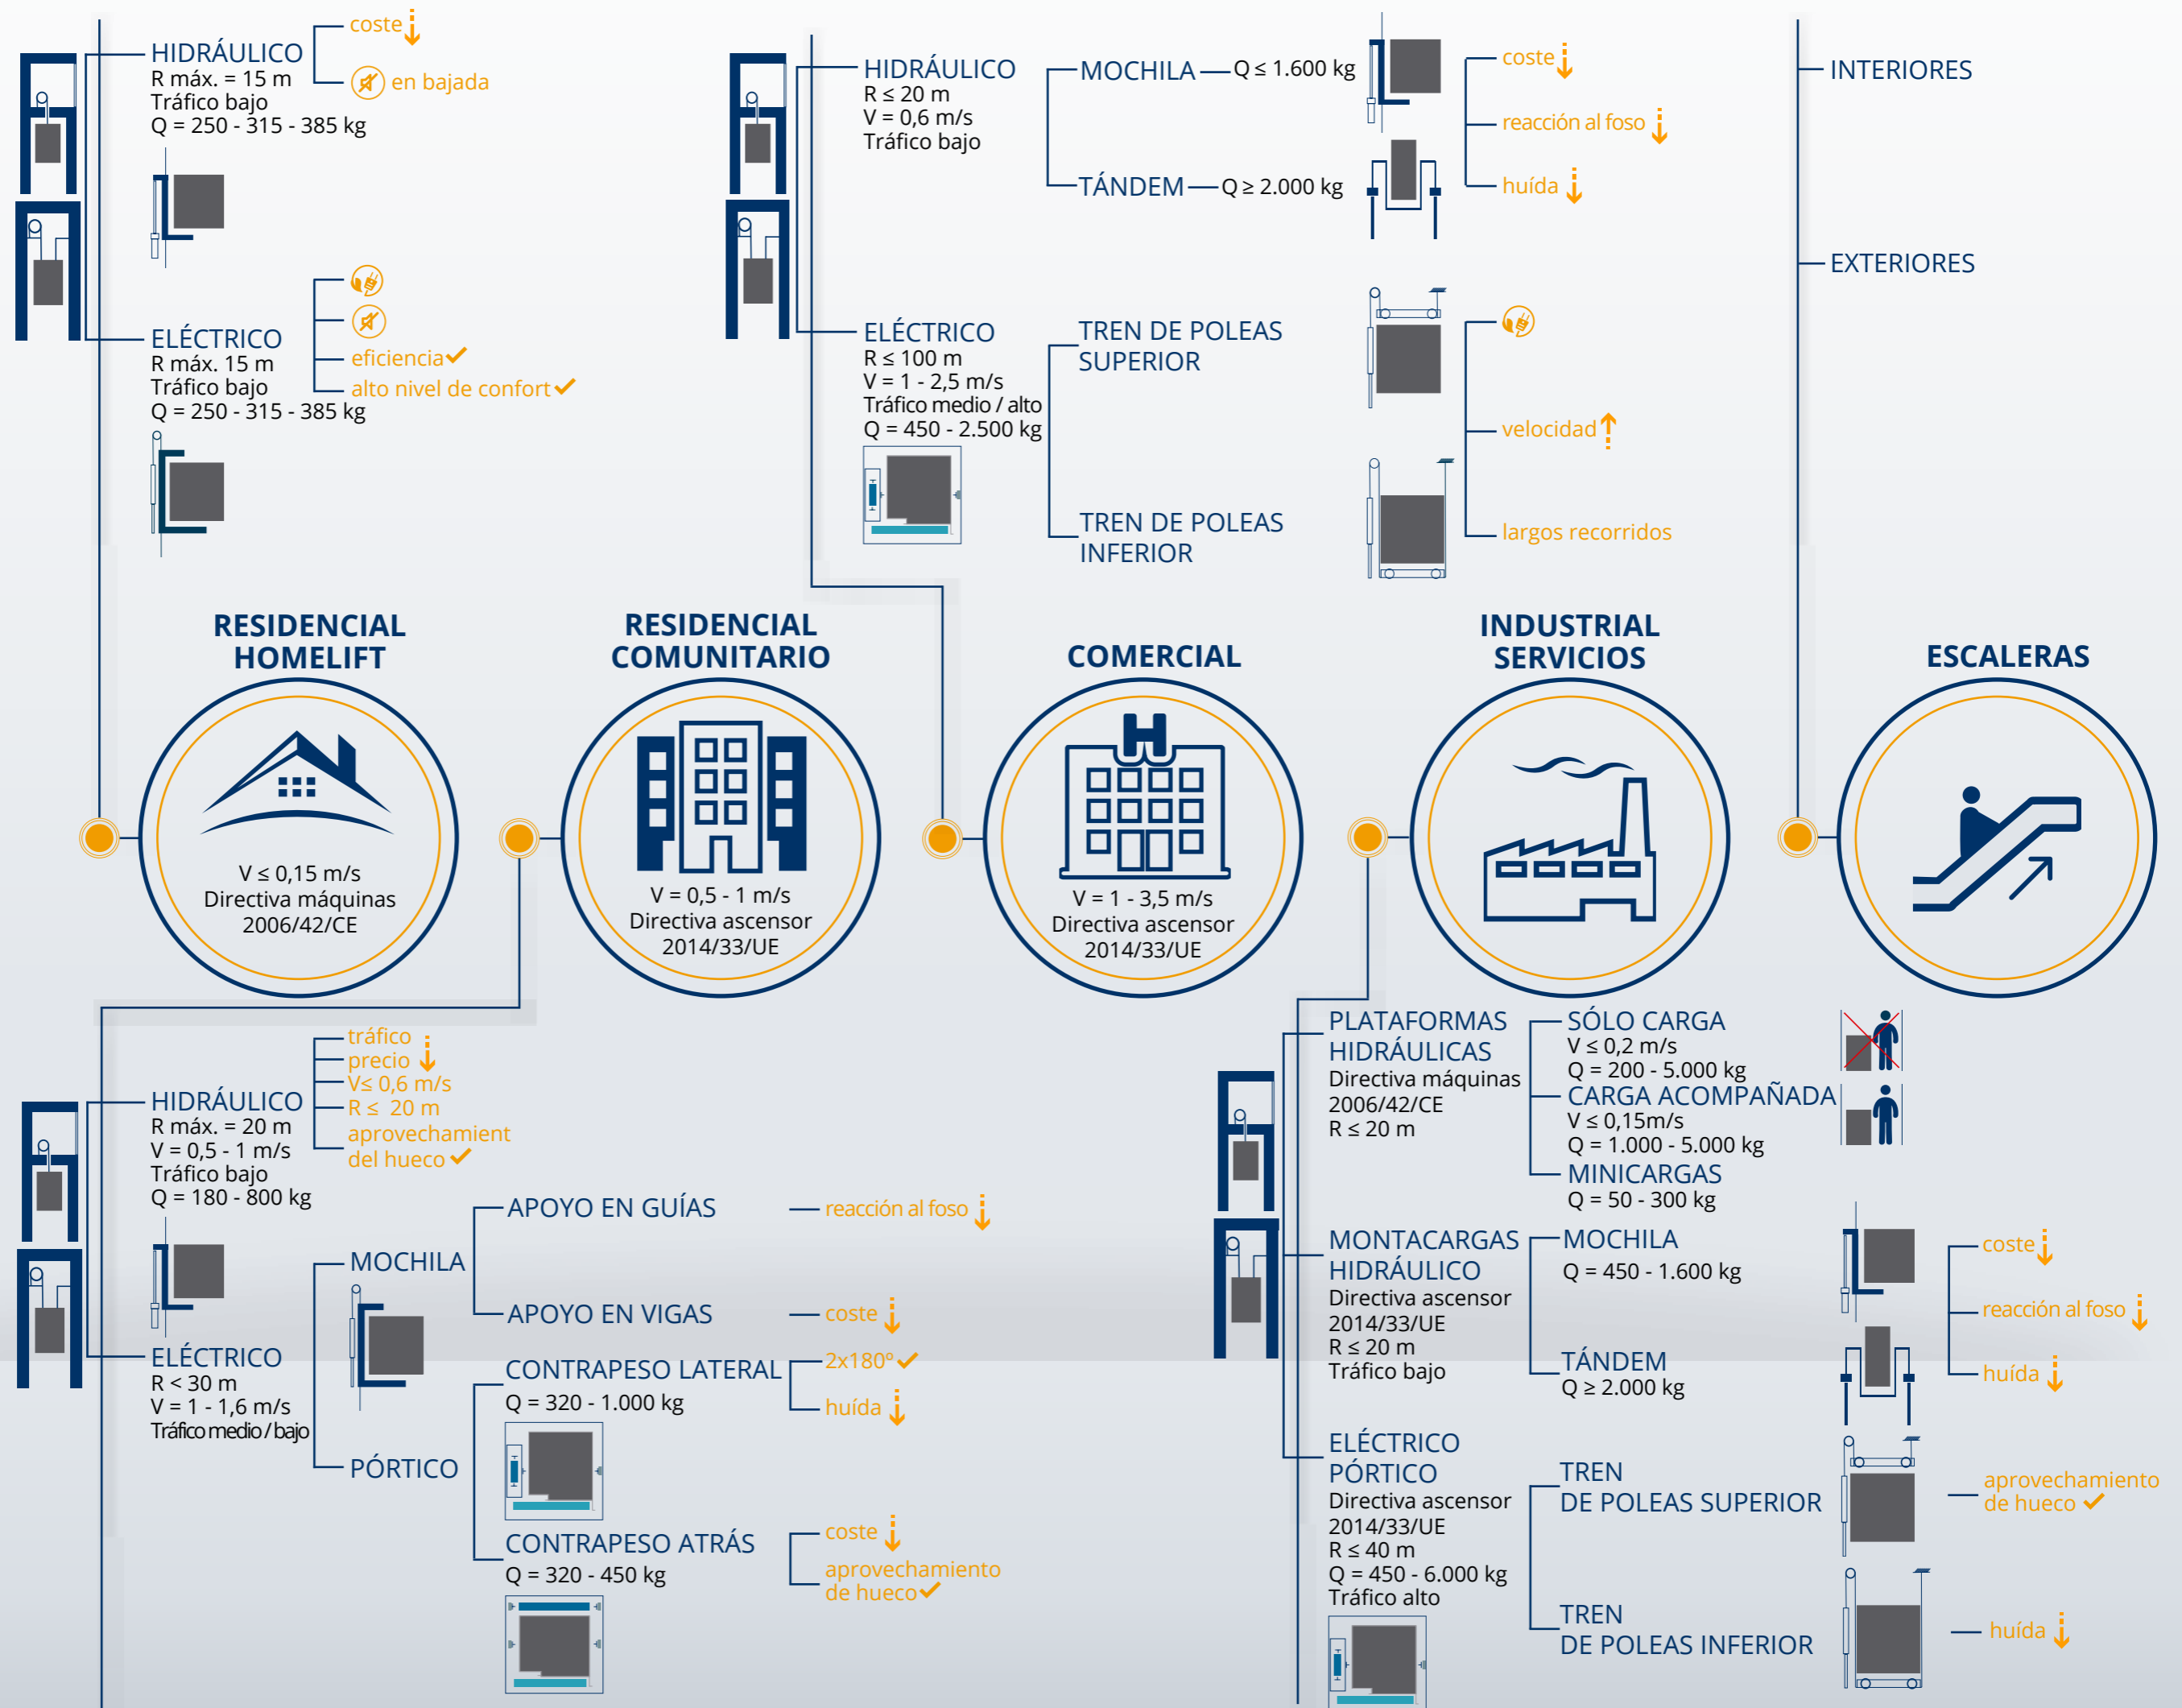 HIDRÁULICO
R máx. = 15 m
Tráfico bajo
Q = 250 - 315 - 385 kg
coste
en bajada
ELÉCTRICO
R máx. 15 m
Tráfico bajo
Q = 250 - 315 - 385 kg
eficiencia
alto nivel de confort
HIDRÁULICO
R ≤ 20 m
V = 0,6 m/s
Tráfico bajo
MOCHILA
Q ≤ 1.600 kg
TÁNDEM
Q ≥ 2.000 kg
coste
reacción al foso
huída
ELÉCTRICO
R ≤ 100 m
V = 1 - 2,5 m/s
Tráfico medio / alto
Q = 450 - 2.500 kg
TREN DE POLEAS
SUPERIOR
TREN DE POLEAS
INFERIOR
velocidad
largos recorridos
INTERIORES
EXTERIORES
RESIDENCIAL
HOMELIFT
V ≤ 0,15 m/s
Directiva máquinas
2006/42/CE
RESIDENCIAL
COMUNITARIO
V = 0,5 - 1 m/s
Directiva ascensor
2014/33/UE
COMERCIAL
H
V = 1 - 3,5 m/s
Directiva ascensor
2014/33/UE
INDUSTRIAL
SERVICIOS
ESCALERAS
HIDRÁULICO
R máx. = 20 m
V = 0,5 - 1 m/s
Tráfico bajo
Q = 180 - 800 kg
tráfico
precio
V≤ 0,6 m/s
R ≤ 20 m
aprovechamient
del hueco
ELÉCTRICO
R < 30 m
V = 1 - 1,6 m/s
Tráfico medio / bajo
MOCHILA
APOYO EN GUÍAS
reacción al foso
APOYO EN VIGAS
coste
PÓRTICO
CONTRAPESO LATERAL
Q = 320 - 1.000 kg
2x180º
huída
CONTRAPESO ATRÁS
Q = 320 - 450 kg
coste
aprovechamiento
de hueco
PLATAFORMAS
HIDRÁULICAS
Directiva máquinas
2006/42/CE
R ≤ 20 m
SÓLO CARGA
V ≤ 0,2 m/s
Q = 200 - 5.000 kg
CARGA ACOMPAÑADA
V ≤ 0,15m/s
Q = 1.000 - 5.000 kg
MINICARGAS
Q = 50 - 300 kg
MONTACARGAS
HIDRÁULICO
Directiva ascensor
2014/33/UE
R ≤ 20 m
Tráfico bajo
MOCHILA
Q = 450 - 1.600 kg
TÁNDEM
Q ≥ 2.000 kg
coste
reacción al foso
huída
ELÉCTRICO
PÓRTICO
Directiva ascensor
2014/33/UE
R ≤ 40 m
Q = 450 - 6.000 kg
Tráfico alto
TREN
DE POLEAS SUPERIOR
aprovechamiento
de hueco
TREN
DE POLEAS INFERIOR
huída